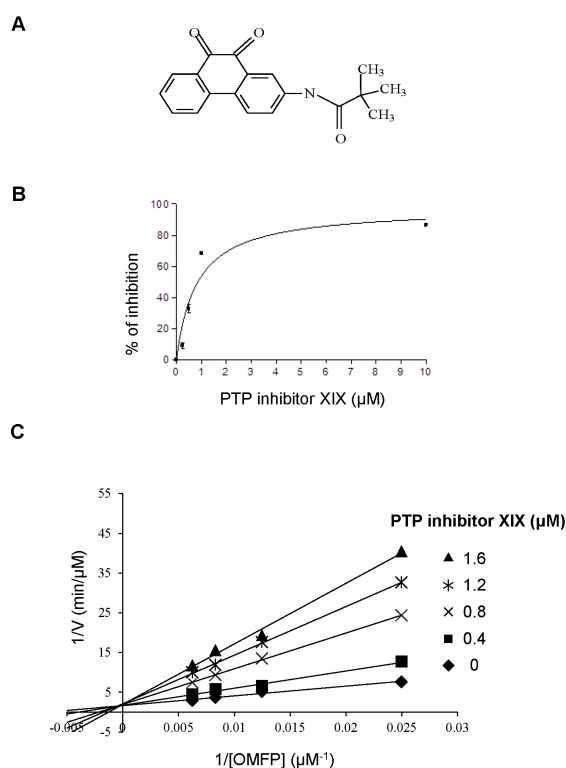 A
O
O
N
CH3
CH3
CH3
O
B
100
80
60
40
20
0
% of inhibition
0 1 2 3 4 5 6 7 8 9 10
PTP inhibitor XIX (µM)
C
55
45
35
25
15
5
-5
1/V (min/µM)
-0.005 0 0.005 0.01 0.015 0.02 0.025 0.03
1/[OMFP] (µM-1)
PTP inhibitor XIX (µM)
1.6
1.2
0.8
0.4
0